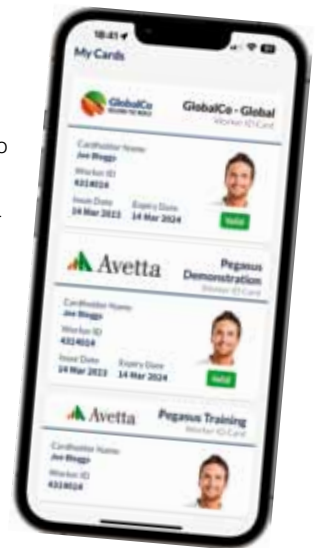 18:41
My Cards
GlobalCo
GlobalCo - Global
Worker ID Card
Cardholder Name
Joe Bloggs
Worker ID
4314014
Issue Date Expiry Date
14 Mar 2023 14 Mar 2024
Valid
Avetta
Pegasus
Demonstration
Worker ID Card
Cardholder Name
Joe Bloggs
Worker ID
4314014
Issue Date Expiry Date
14 Mar 2023 14 Mar 2024
Valid
Avetta
Pegasus Training
Worker ID Card
Cardholder Name
Joe Bloggs
Worker ID
4314014